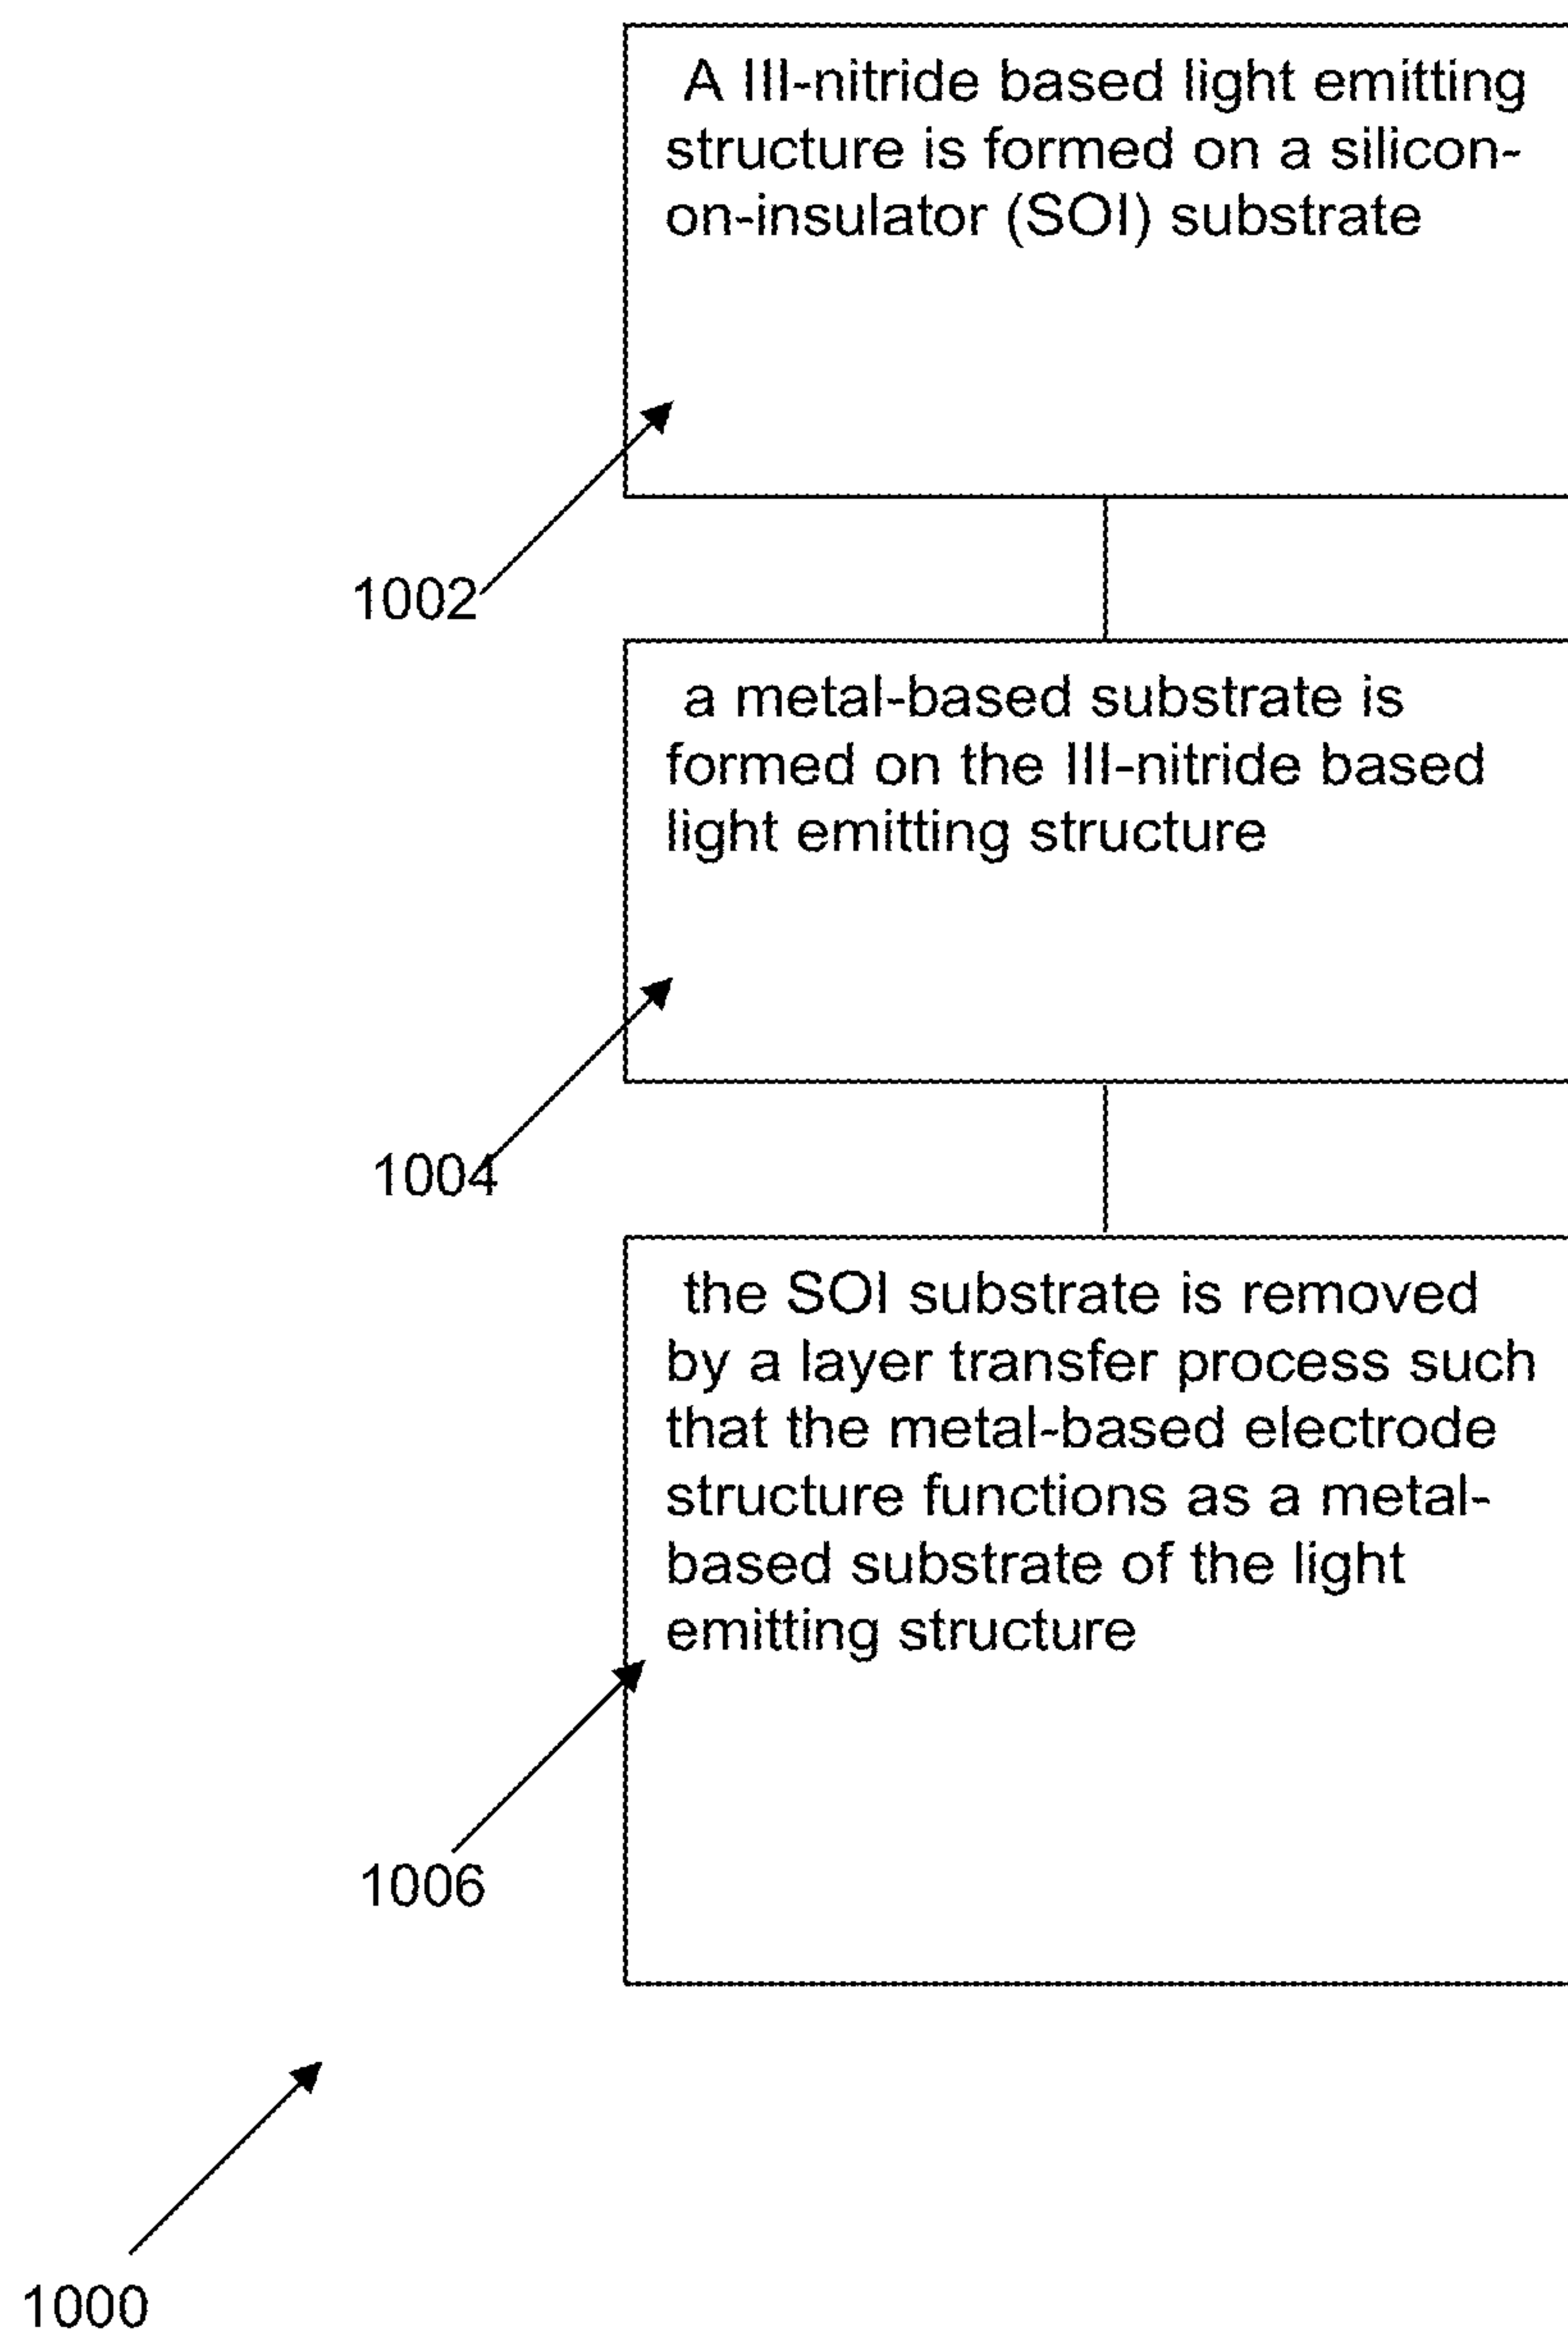 A III-nitride based light emitting
structure is formed on a silicon-
on-insulator (SOI) substrate
1002
a metal-based substrate is
formed on the III-nitride based
light emitting structure
1004
the SOI substrate is removed
by a layer transfer process such
that the metal-based electrode
structure functions as a metal-
based substrate of the light
emitting structure
1006
1000